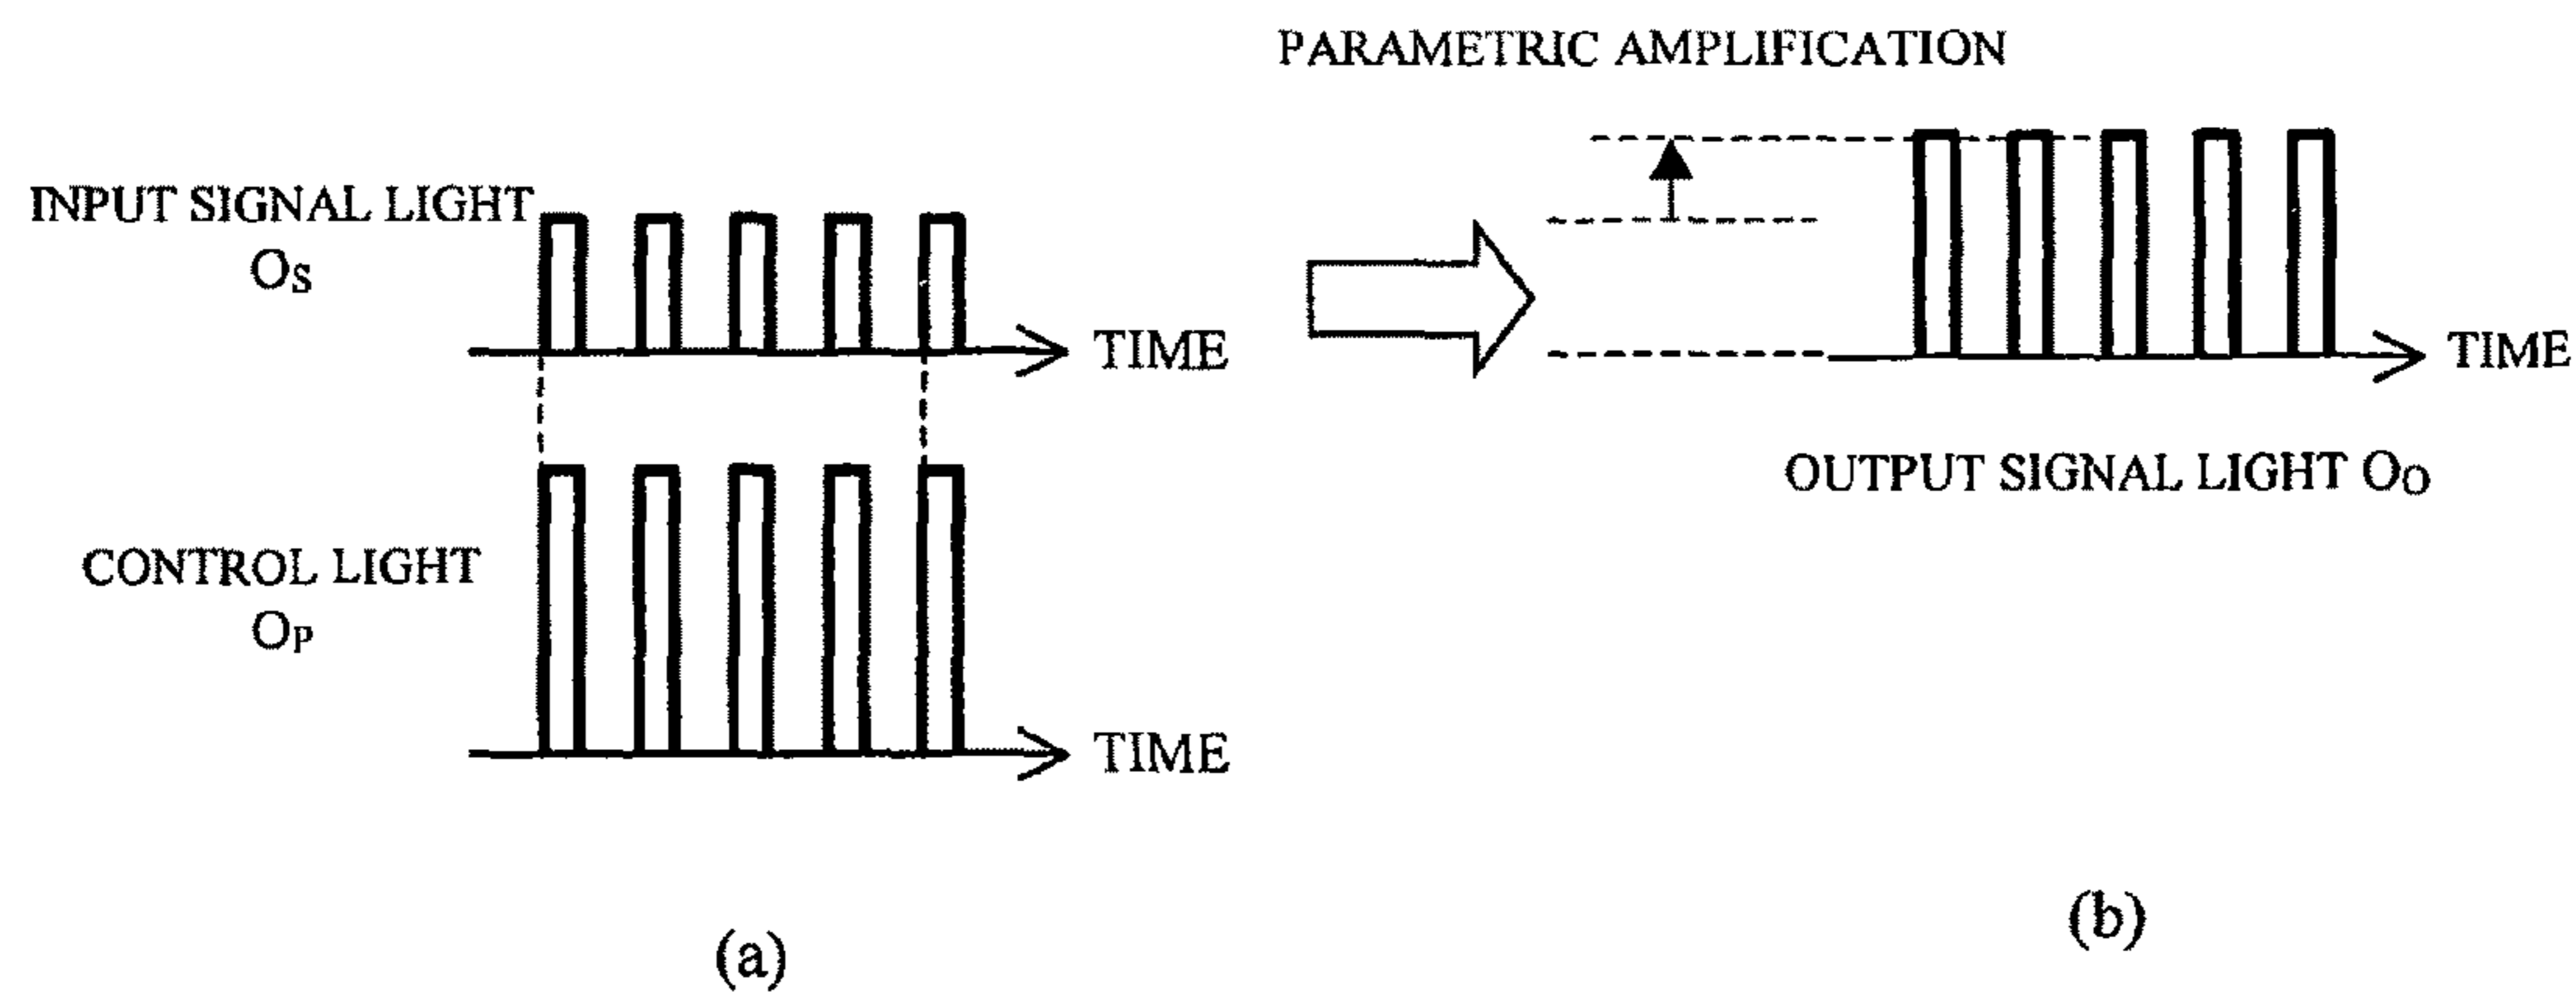 PARAMETRIC AMPLIFICATION
INPUT SIGNAL LIGHT
OS
TIME
TIME
OUTPUT SIGNAL LIGHT OO
CONTROL LIGHT
OP
TIME
(a)
(b)